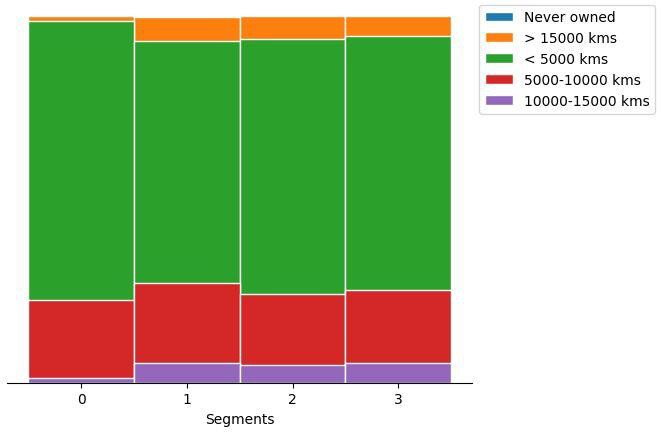 Never owned
> 15000 kms
< 5000 kms
5000-10000 kms
10000-15000 kms
0 1 2 3
Segments